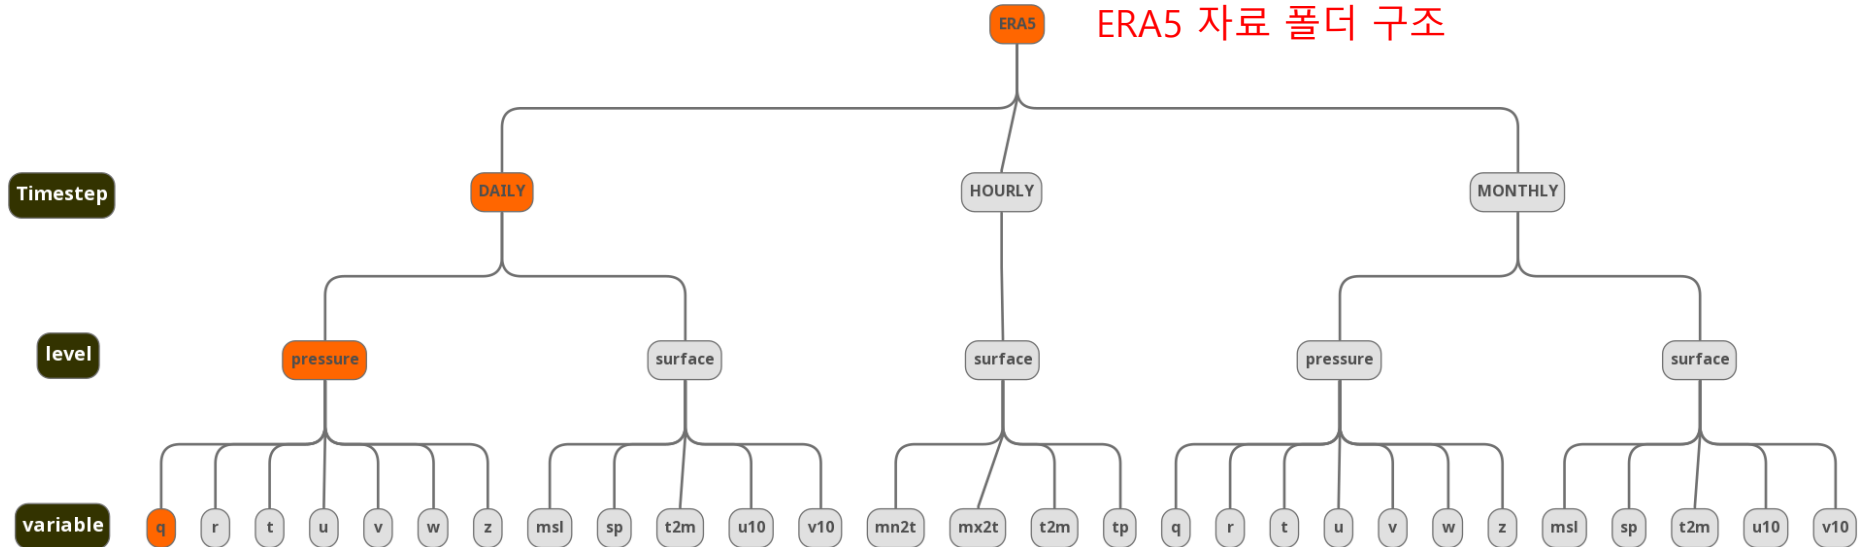 ERA5
ERA5 자료 폴더 구조
Timestep
DAILY
HOURLY
MONTHLY
level
pressure
surface
surface
pressure
surface
variable
q
r
t
u
v
w
z
msl
sp
t2m
u10
v10
mn2t
mx2t
t2m
tp
q
r
t
u
v
w
z
msl
sp
t2m
u10
v10